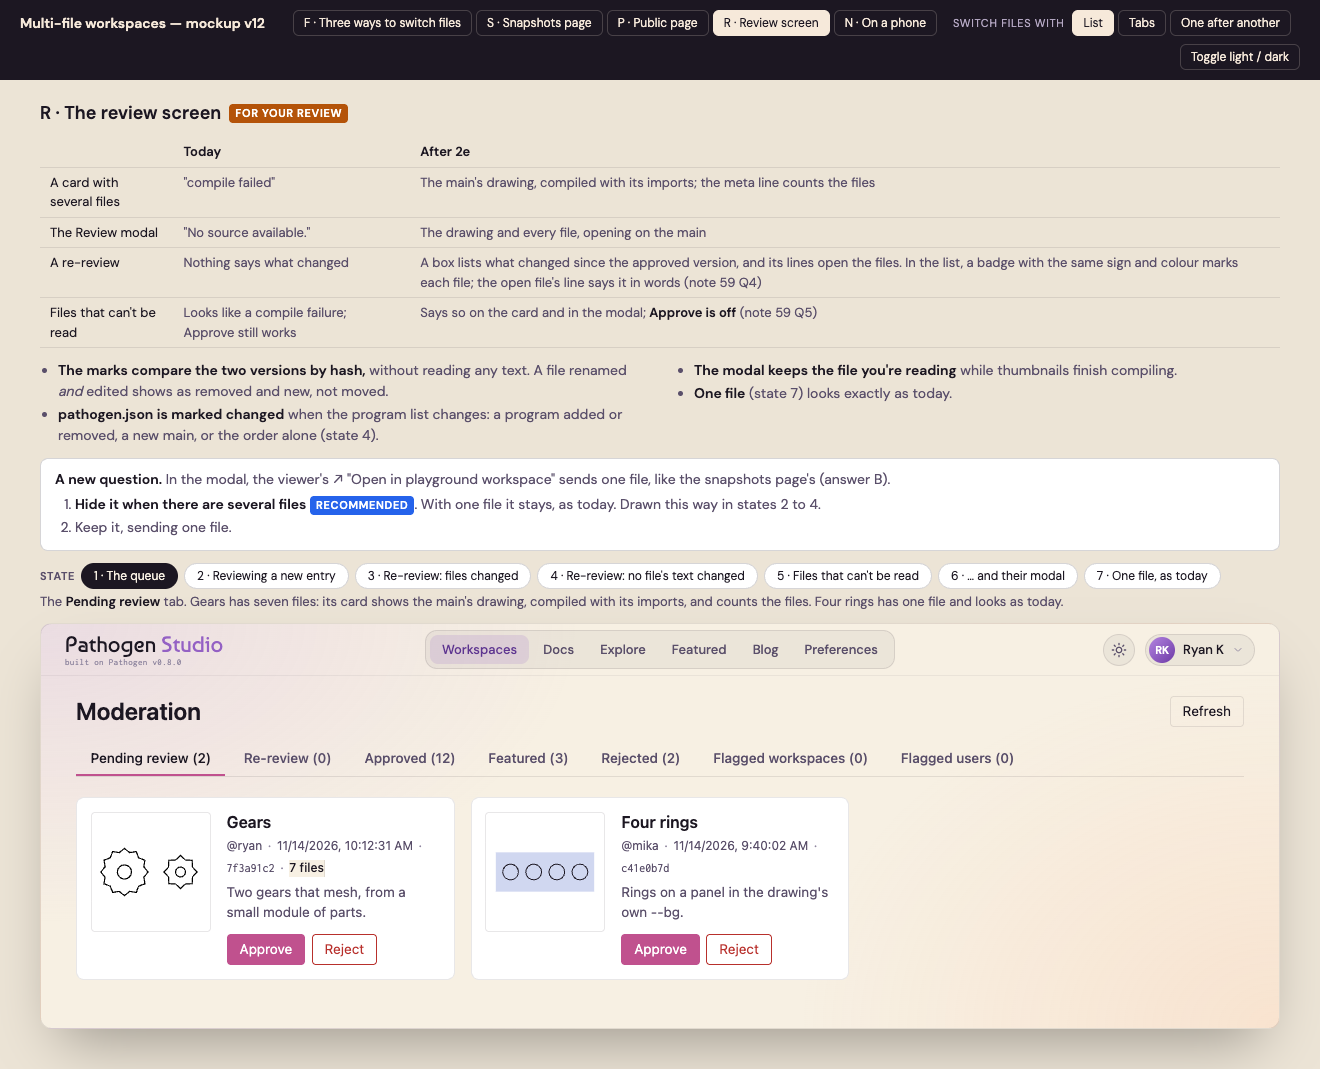 Multi-file workspaces — mockup v12
F · Three ways to switch files
S · Snapshots page
P · Public page
R · Review screen
N · On a phone
SWITCH FILES WITH
List
Tabs
One after another
Toggle light / dark
R · The review screen FOR YOUR REVIEW
Today After 2e
A card with several files
"compile failed"
The main's drawing, compiled with its imports; the meta line counts the files
The Review modal
"No source available."
The drawing and every file, opening on the main
A re-review
Nothing says what changed
A box lists what changed since the approved version, and its lines open the files. In the list, a badge with the same sign and colour marks
each file; the open file's line says it in words (note 59 Q4)
Files that can't be read
Looks like a compile failure;
Approve still works
Says so on the card and in the modal; Approve is off (note 59 Q5)
• The marks compare the two versions by hash, without reading any text. A file renamed
and edited shows as removed and new, not moved.
• pathogen.json is marked changed when the program list changes: a program added or
removed, a new main, or the order alone (state 4).
• The modal keeps the file you're reading while thumbnails finish compiling.
• One file (state 7) looks exactly as today.
A new question. In the modal, the viewer's ↗ "Open in playground workspace" sends one file, like the snapshots page's (answer B).
1. Hide it when there are several files RECOMMENDED. With one file it stays, as today. Drawn this way in states 2 to 4.
2. Keep it, sending one file.
STATE
1 · The queue
2 · Reviewing a new entry
3 · Re-review: files changed
4 · Re-review: no file's text changed
5 · Files that can't be read
6 · … and their modal
7 · One file, as today
The Pending review tab. Gears has seven files: its card shows the main's drawing, compiled with its imports, and counts the files. Four rings has one file and looks as today.
Pathogen Studio
built on Pathogen v0.8.0
Workspaces
Docs
Explore
Featured
Blog
Preferences
RK Ryan K
Moderation
Refresh
Pending review (2)
Re-review (0)
Approved (12)
Featured (3)
Rejected (2)
Flagged workspaces (0)
Flagged users (0)
Gears
@ryan · 11/14/2026, 10:12:31 AM ·
7f3a91c2 · 7 files
Two gears that mesh, from a
small module of parts.
Approve
Reject
Four rings
@mika · 11/14/2026, 9:40:02 AM ·
c41e0b7d
Rings on a panel in the drawing's
own --bg.
Approve
Reject